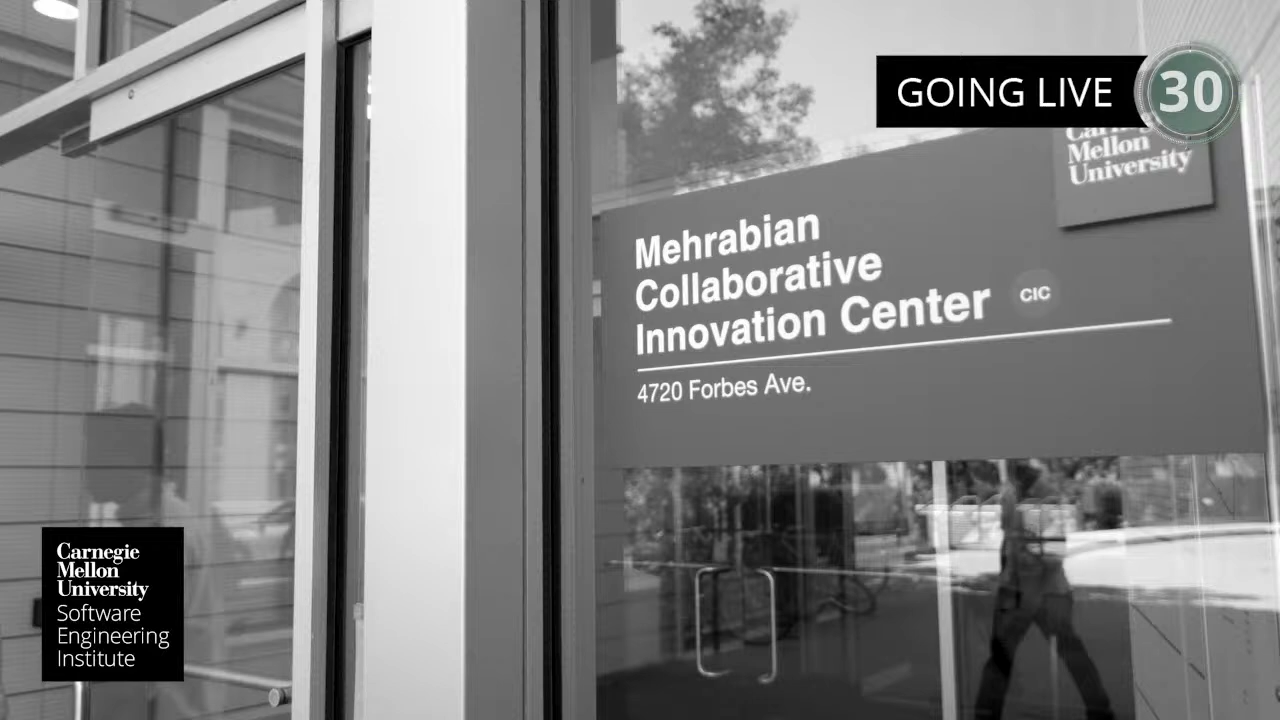 GOING LIVE 30
Carnegie
Mellon
University
Mehrabian
Collaborative
Innovation Center CIC
4720 Forbes Ave.
Carnegie
Mellon
University
Software
Engineering
Institute